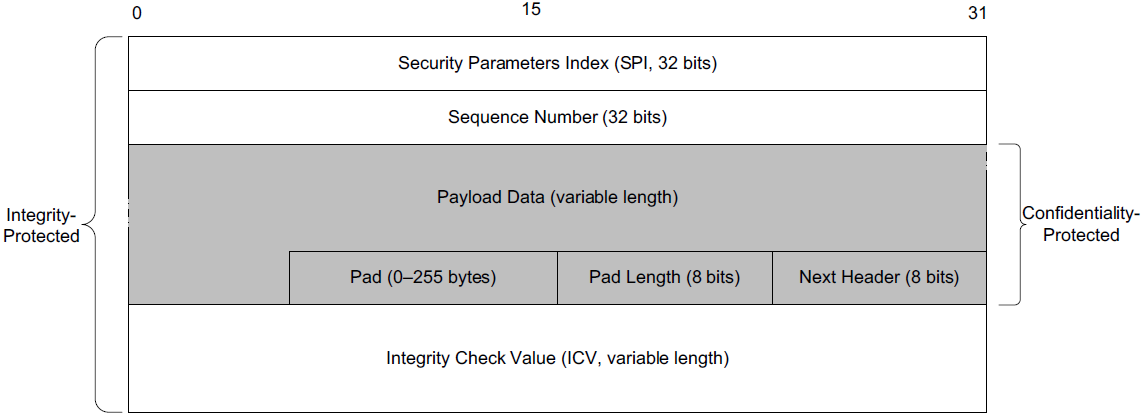 0 15 31
Security Parameters Index (SPI, 32 bits)
Sequence Number (32 bits)
Payload Data (variable length)
Integrity-
Protected
Confidentiality-
Protected
Pad (0–255 bytes)
Pad Length (8 bits)
Next Header (8 bits)
Integrity Check Value (ICV, variable length)